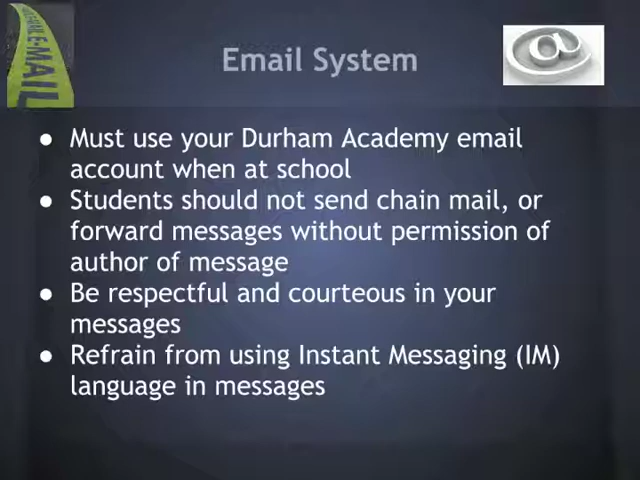 Email System
E-MAIL
@
● Must use your Durham Academy email
account when at school
● Students should not send chain mail, or
forward messages without permission of
author of message
● Be respectful and courteous in your
messages
● Refrain from using Instant Messaging (IM)
language in messages